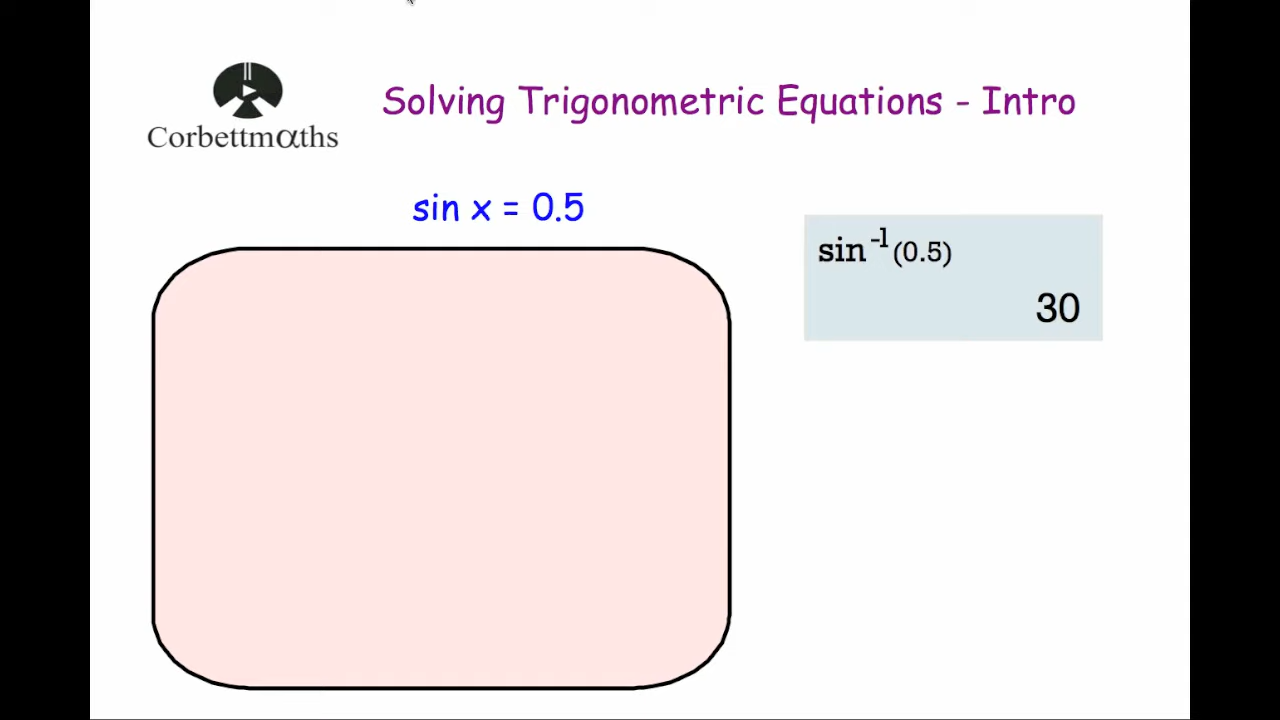 Solving Trigonometric Equations - Intro
Corbettmαths
sin x = 0.5
sin⁻¹(0.5)
30